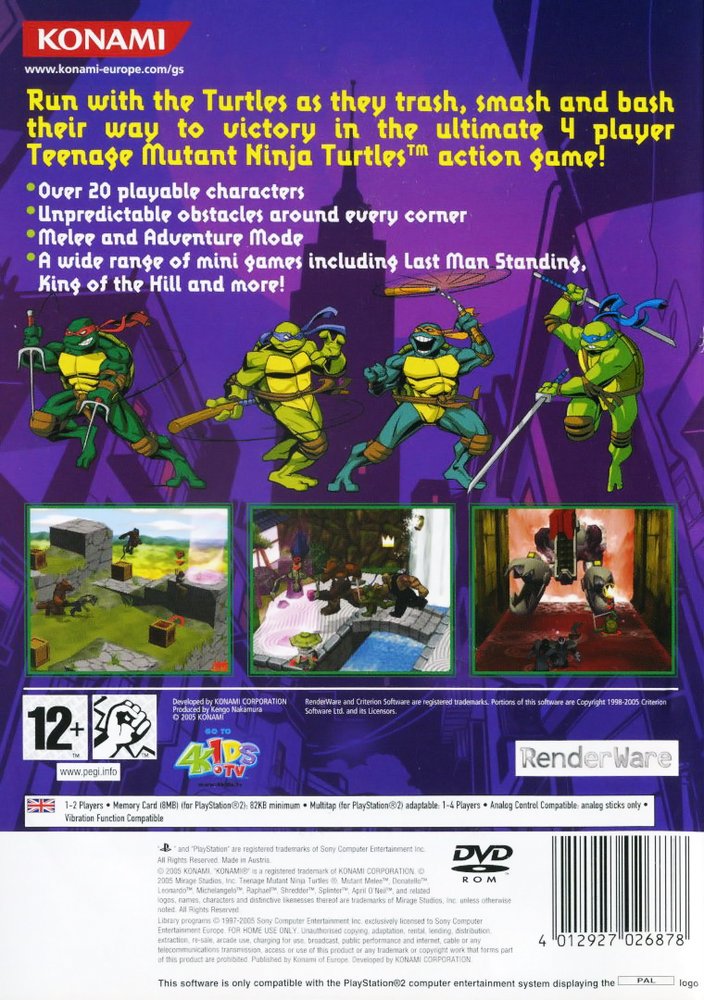 KONAMI
www.konami-europe.com/gs
Run with the Turtles as they trash, smash and bash
their way to victory in the ultimate 4 player
Teenage Mutant Ninja Turtles™ action game!
•Over 20 playable characters
•Unpredictable obstacles around every corner
•Melee and Adventure Mode
•A wide range of mini games including Last Man Standing,
King of the Hill and more!
12+
™
™
www.pegi.info
Developed by KONAMI CORPORATION
Produced by Kengo Nakamura
© 2005 KONAMI
GO TO
4KIDS.TV
RenderWare and Criterion Software are registered trademarks. Portions of this software are Copyright 1998-2005 Criterion
Software Ltd. and its Licensors.
RenderWare
1-2 Players • Memory Card (8MB) (for PlayStation®2): 82KB minimum • Multitap (for PlayStation®2) adaptable: 1-4 Players • Analog Control Compatible: analog sticks only •
Vibration Function Compatible
" and "PlayStation" are registered trademarks of Sony Computer Entertainment Inc.
All Rights Reserved. Made in Austria.
© 2005 KONAMI. "KONAMI®" is a registered trademark of KONAMI CORPORATION. ©
2005 Mirage Studios, Inc. Teenage Mutant Ninja Turtles ®, Mutant Melee™, Donatello™
Leonardo™, Michelangelo™, Raphael™, Shredder™, Splinter™, April O'Neil™, and related
logos, names, characters and distinctive likenesses thereof are trademarks of Mirage Studios, Inc. unless otherwise
noted. All Rights Reserved.
Library programs © 1997-2005 Sony Computer Entertainment Inc. exclusively licensed to Sony Computer
Entertainment Europe. FOR HOME USE ONLY. Unauthorised copying, adaptation, rental, lending, distribution,
extraction, re-sale, arcade use, charging for use, broadcast, public performance and internet, cable or any
telecommunications transmission, access or use of this product or any trademark or copyright work that forms part
of this product are prohibited. Published by Konami of Europe. Developed by KONAMI CORPORATION.
DVD
ROM
4 012927 026878
This software is only compatible with the PlayStation®2 computer entertainment system displaying the PAL logo